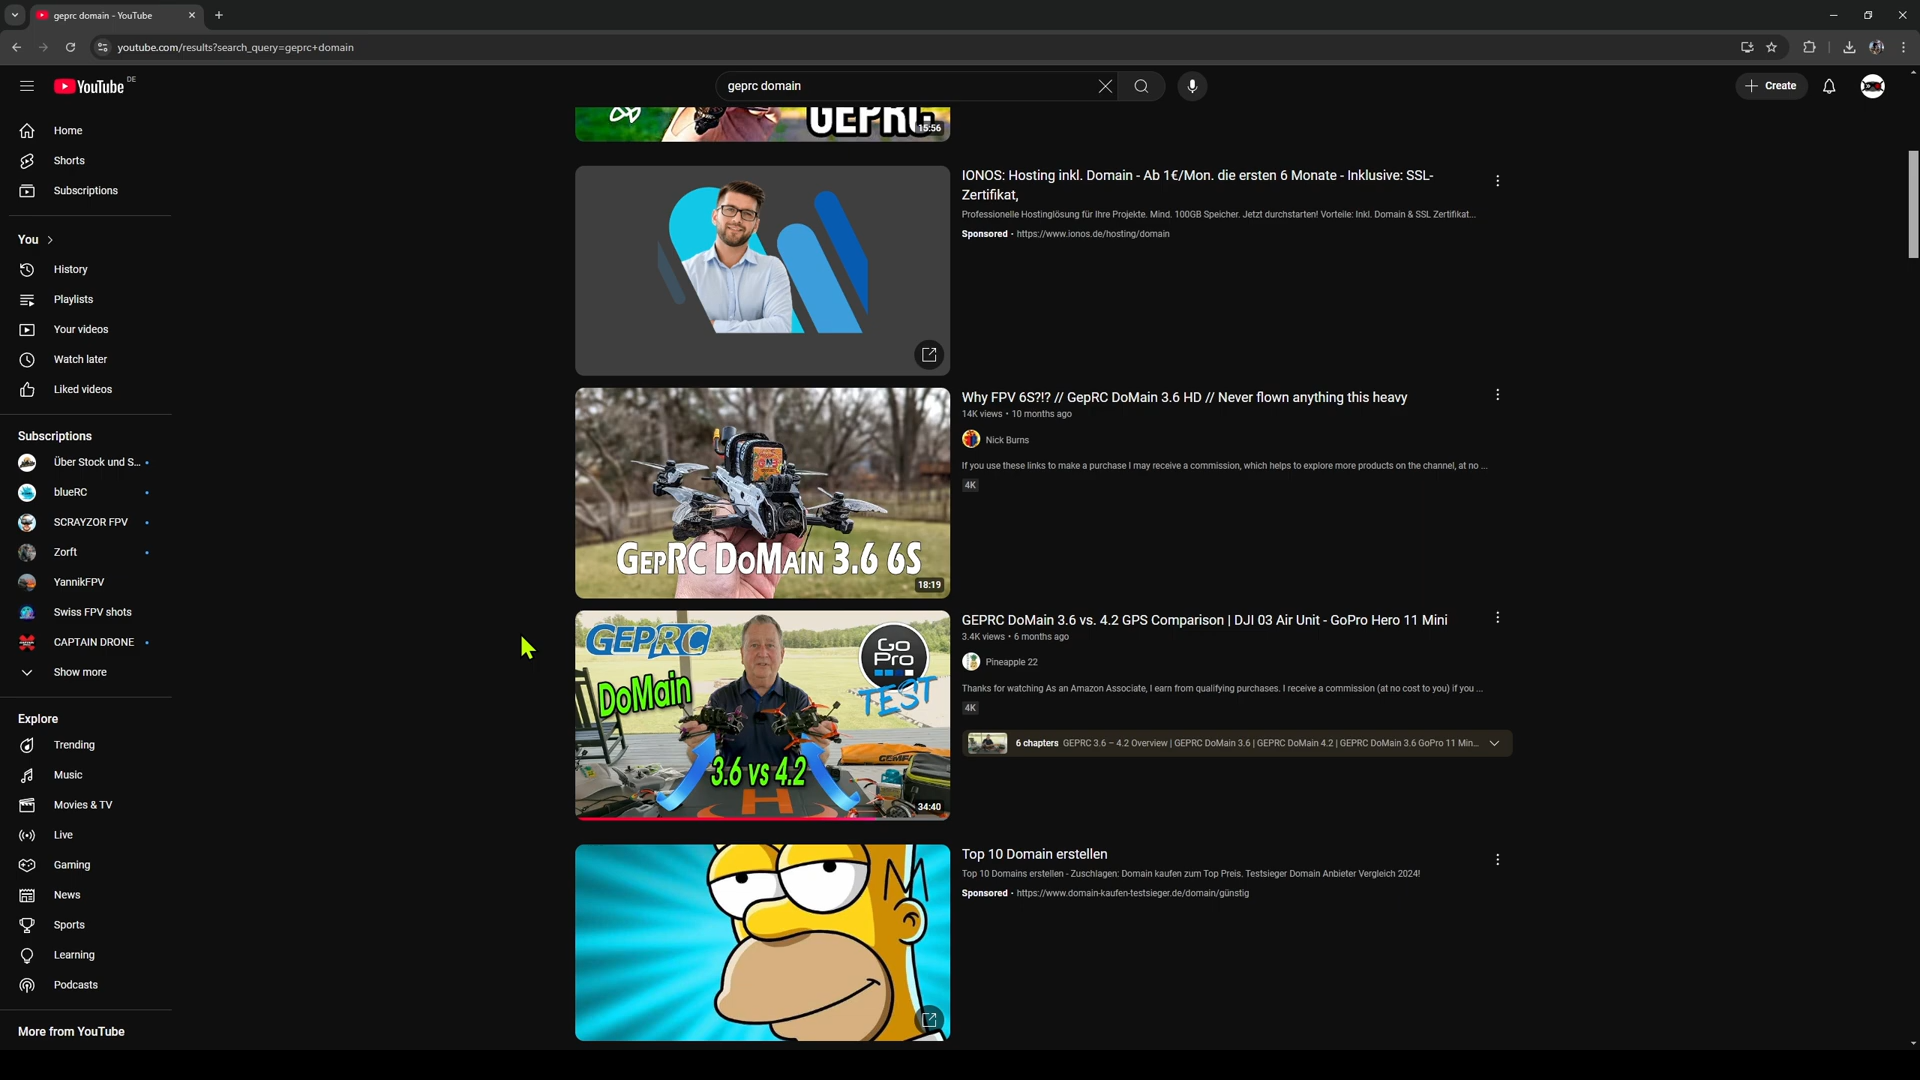 geprc domain - YouTube
youtube.com/results?search_query=geprc+domain
YouTube DE
geprc domain
Create
Home
Shorts
Subscriptions
You
History
Playlists
Your videos
Watch later
Liked videos
Subscriptions
Über Stock und S...
blueRC
SCRAYZOR FPV
Zorft
YannikFPV
Swiss FPV shots
CAPTAIN DRONE
Show more
Explore
Trending
Music
Movies & TV
Live
Gaming
News
Sports
Learning
Podcasts
More from YouTube
GEPRC
15:56
IONOS: Hosting inkl. Domain - Ab 1€/Mon. die ersten 6 Monate - Inklusive: SSL-
Zertifikat,
Professionelle Hostinglösung für Ihre Projekte. Mind. 100GB Speicher. Jetzt durchstarten! Vorteile: Inkl. Domain & SSL Zertifikat...
Sponsored · https://www.ionos.de/hosting/domain
GEPRC DOMAIN 3.6 6S
18:19
Why FPV 6S?!? // GepRC DoMain 3.6 HD // Never flown anything this heavy
14K views • 10 months ago
Nick Burns
If you use these links to make a purchase I may receive a commission, which helps to explore more products on the channel, at no ...
4K
GEPRC
DoMain
Go
Pro
TEST
GEMFA
3.6 vs 4.2
H
34:40
GEPRC DoMain 3.6 vs. 4.2 GPS Comparison | DJI 03 Air Unit - GoPro Hero 11 Mini
3.4K views • 6 months ago
Pineapple 22
Thanks for watching As an Amazon Associate, I earn from qualifying purchases. I receive a commission (at no cost to you) if you ...
4K
6 chapters GEPRC 3.6 – 4.2 Overview | GEPRC DoMain 3.6 | GEPRC DoMain 4.2 | GEPRC DoMain 3.6 GoPro 11 Min...
Top 10 Domain erstellen
Top 10 Domains erstellen - Zuschlagen: Domain kaufen zum Top Preis. Testsieger Domain Anbieter Vergleich 2024!
Sponsored · https://www.domain-kaufen-testsieger.de/domain/günstig